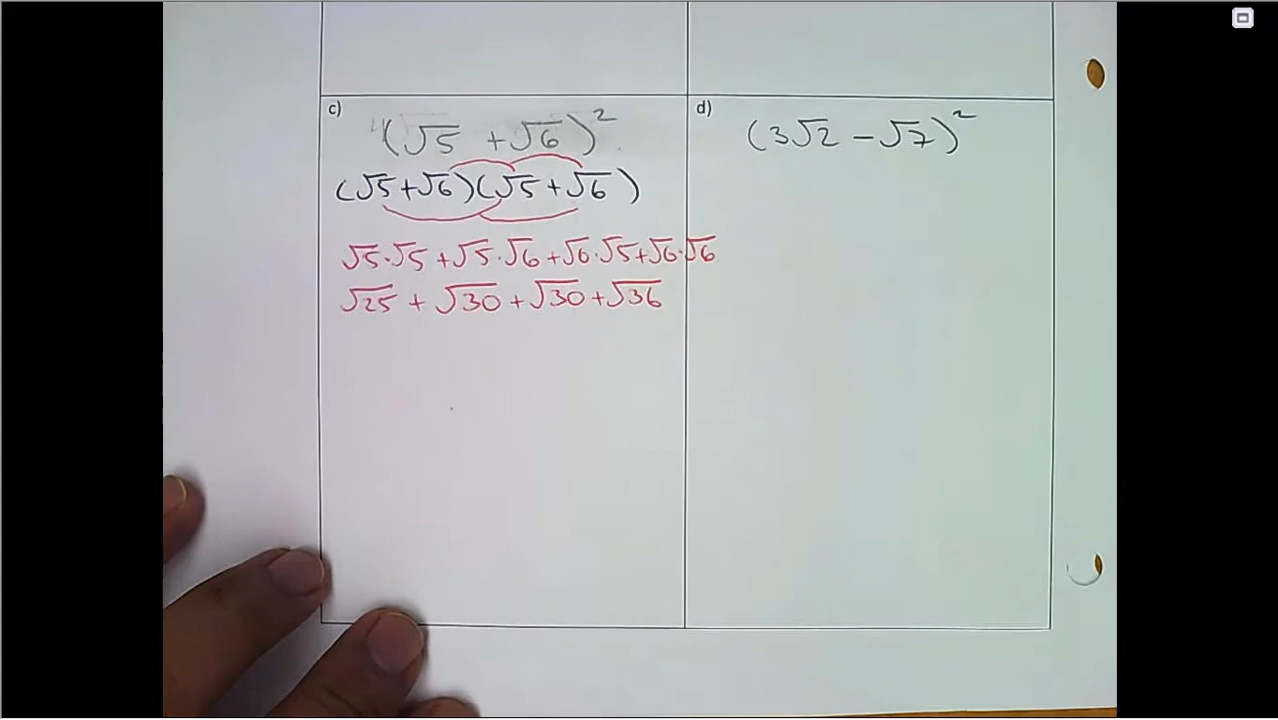 c)
(√5 + √6)²
(√5+√6)(√5+√6)
√5·√5+√5·√6+√6·√5+√6·√6
√25 + √30 + √30 + √36
d)
(3√2 − √7)²